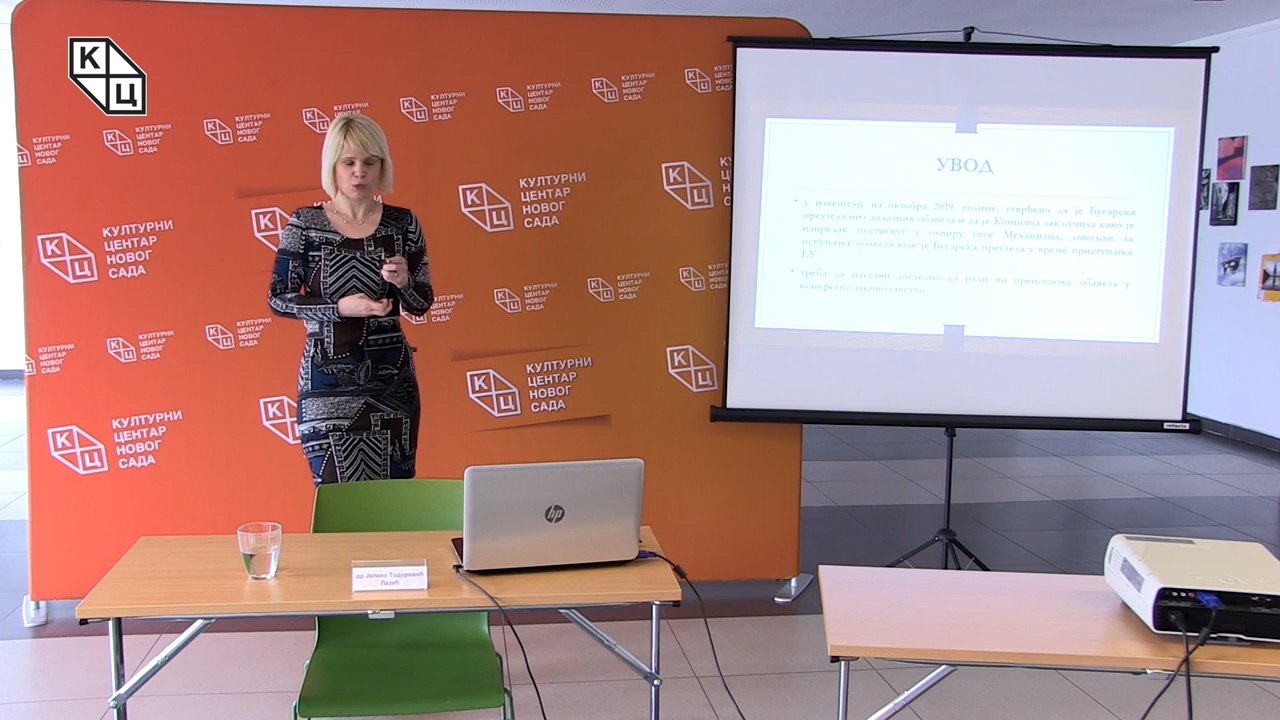 К
Ц
КУЛТУРНИ
ЦЕНТАР
НОВОГ
САДА
УВОД
у извештају из октобра 2019. године, утврђено да је Бугарска
преузела низ додатних обавеза и да је Комисија закључила како је
напредак постигнут у оквиру овог Механизма, довољан за
испуњење обавеза које је Бугарска преузела у време приступања
ЕУ
треба да настави доследно да ради на преношењу обавеза у
конкретно законодавство
reflecta
hp
др Јелена Тодоровић
Лазић